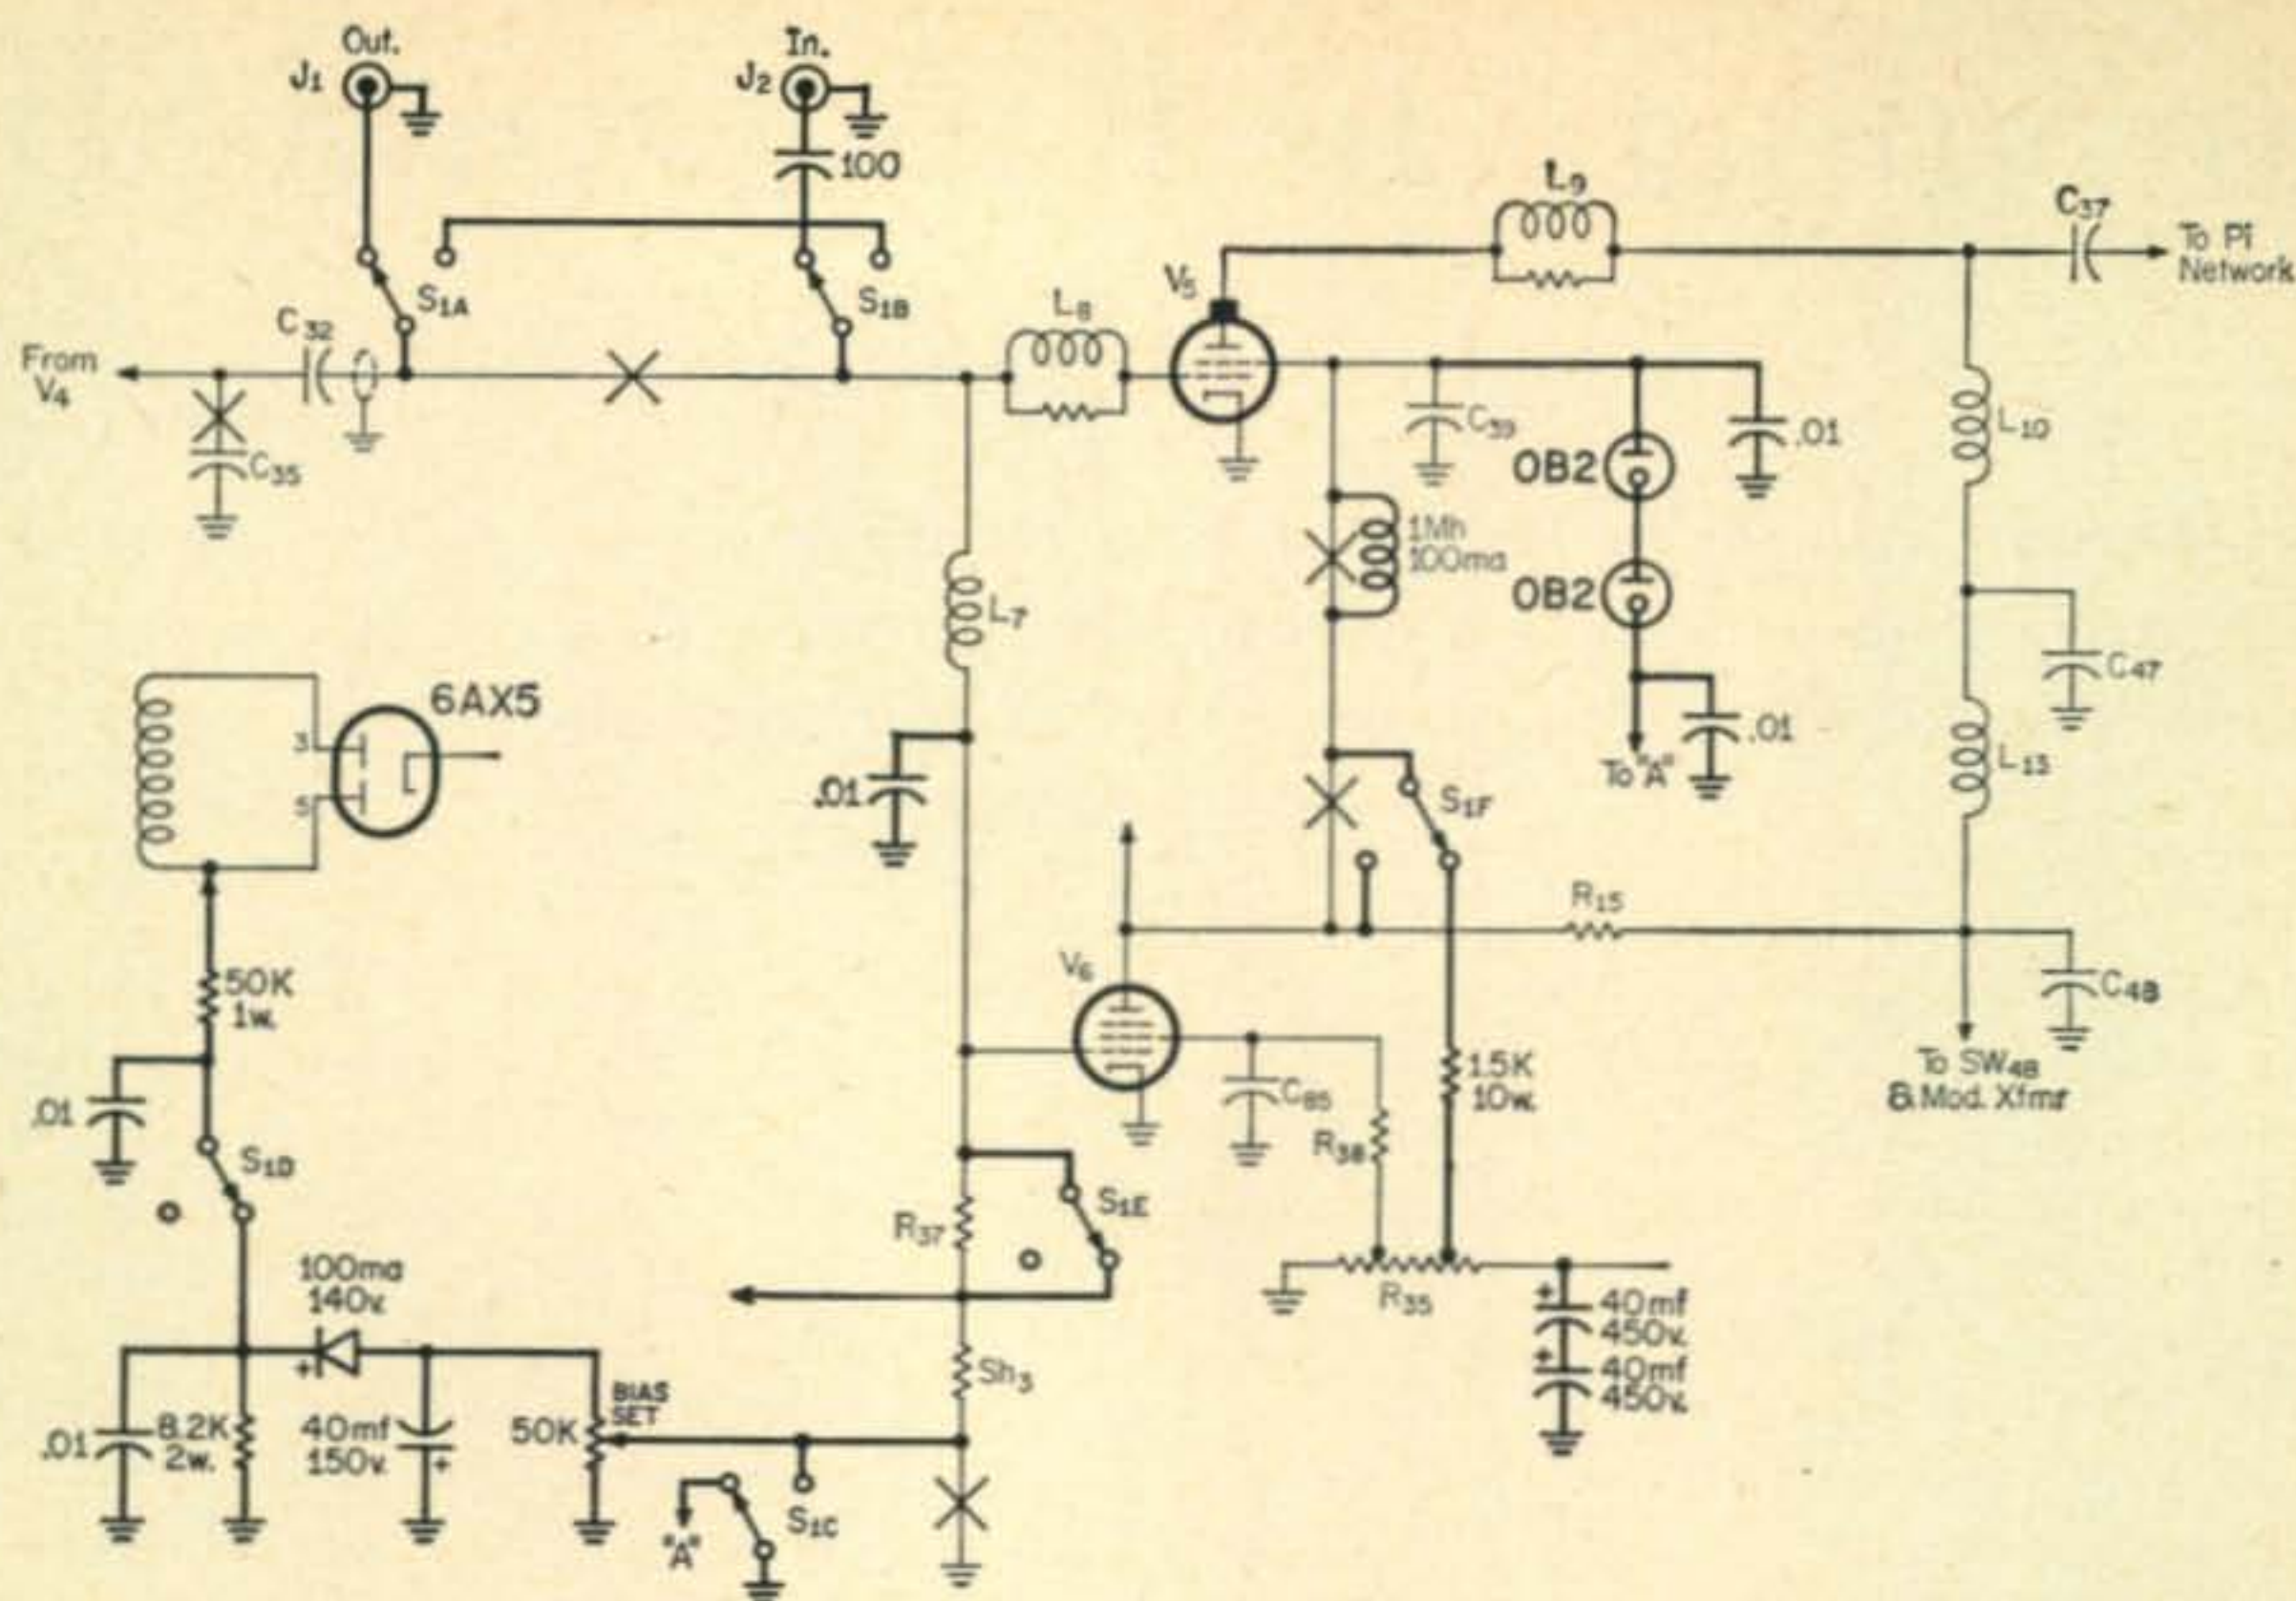 Out.
J1
In.
J2
100
S1A
S1B
C32
From
V4
C35
L8
V5
L9
C37
To Pi
Network
C39
OB2
.01
L10
1Mh
100ma
OB2
L7
C47
6AX5
3
5
.01
To "A"
.01
L13
S1F
R15
50K
1w.
V6
C48
.01
C85
1.5K
10w.
To SW4B
& Mod. Xfmr
R38
S1D
S1E
R37
100ma
140v.
R35
+
40mf
450v.
+
40mf
450v.
+
Sh3
BIAS
SET
.01
8.2K
2w.
40mf
150v.
+
50K
"A"
S1C